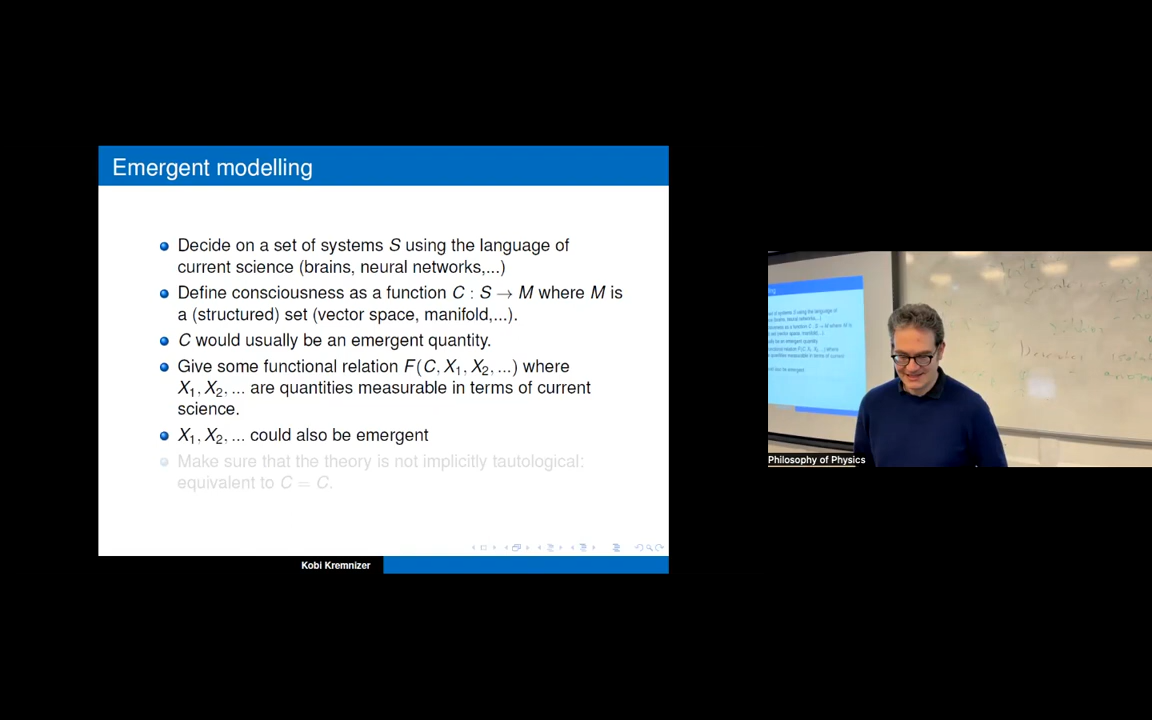 Emergent modelling
Decide on a set of systems S using the language of
current science (brains, neural networks,...)
Define consciousness as a function C : S → M where M is
a (structured) set (vector space, manifold,...).
C would usually be an emergent quantity.
Give some functional relation F(C, X₁, X₂, ...) where
X₁, X₂, ... are quantities measurable in terms of current
science.
X₁, X₂, ... could also be emergent
Make sure that the theory is not implicitly tautological:
equivalent to C = C.
Kobi Kremnizer
Philosophy of Physics